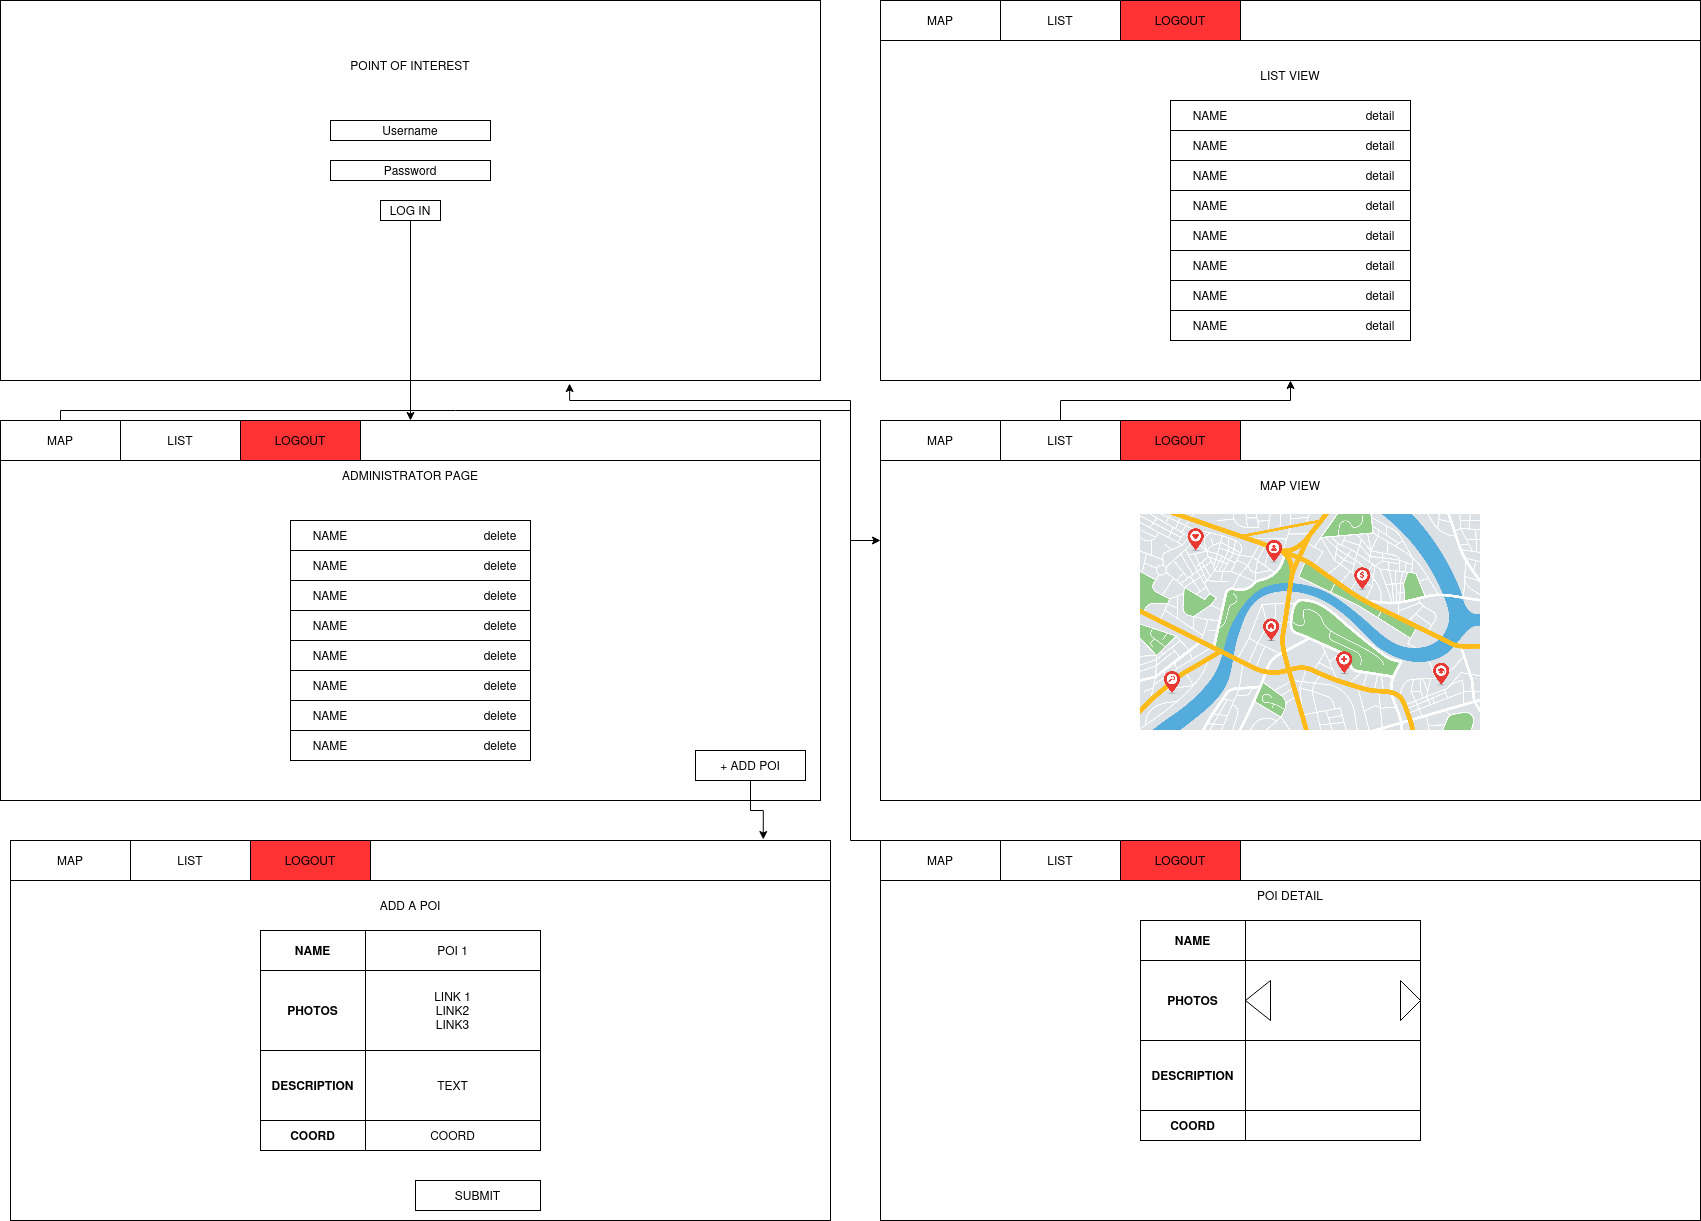 POINT OF INTEREST
Username
Password
LOG IN
MAP LIST LOGOUT
LIST VIEW
NAME detail
NAME detail
NAME detail
NAME detail
NAME detail
NAME detail
NAME detail
NAME detail
MAP LIST LOGOUT
ADMINISTRATOR PAGE
NAME delete
NAME delete
NAME delete
NAME delete
NAME delete
NAME delete
NAME delete
NAME delete
+ ADD POI
MAP LIST LOGOUT
MAP VIEW
$
MAP LIST LOGOUT
ADD A POI
NAME POI 1
PHOTOS
LINK 1
LINK2
LINK3
DESCRIPTION TEXT
COORD COORD
SUBMIT
MAP LIST LOGOUT
POI DETAIL
NAME
PHOTOS
DESCRIPTION
COORD